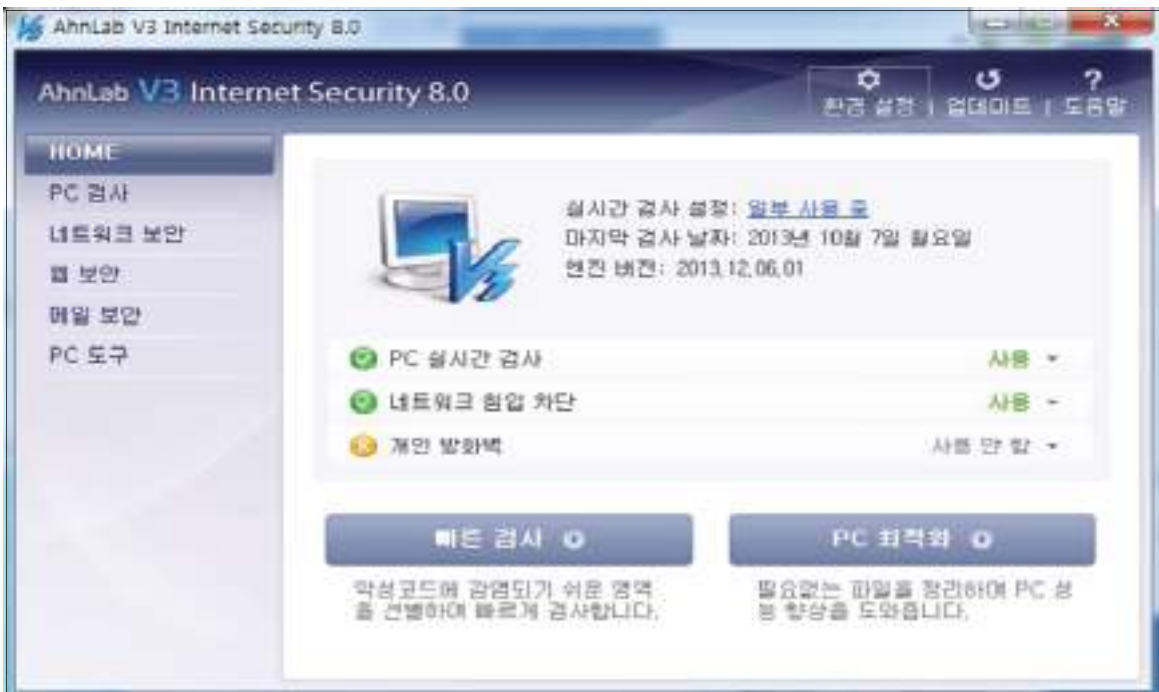 AhnLab V3 Internet Security 8.0
AhnLab V3 Internet Security 8.0
환경 설정 | 업데이트 | 도움말
HOME
PC 검사
네트워크 보안
웹 보안
메일 보안
PC 도구
실시간 검사 설정: 일부 사용 중
마지막 검사 날짜: 2013년 10월 7일 월요일
엔진 버전: 2013.12.06.01
PC 실시간 검사 사용
네트워크 침입 차단 사용
개인 방화벽 사용 안 함
빠른 검사
PC 최적화
악성코드에 감염되기 쉬운 영역
을 선별하여 빠르게 검사합니다.
필요없는 파일을 정리하여 PC 성
능 향상을 도와줍니다.